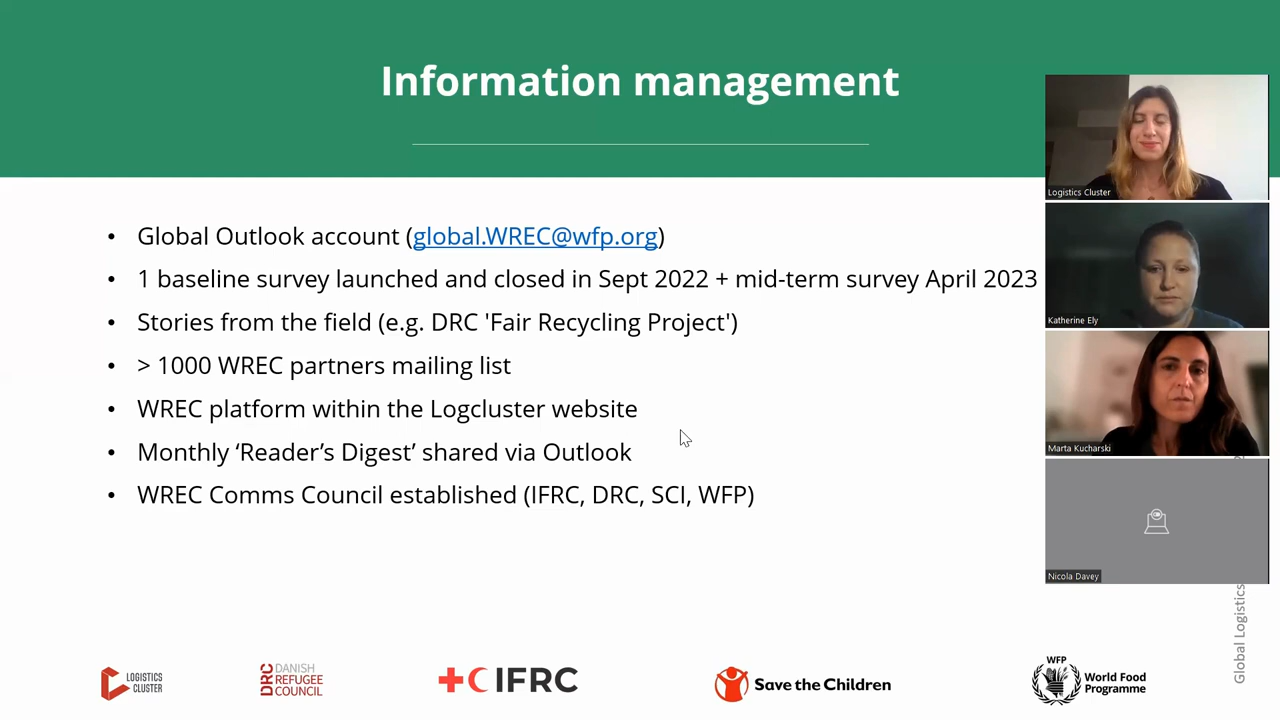 Information management
• Global Outlook account (global.WREC@wfp.org)
• 1 baseline survey launched and closed in Sept 2022 + mid-term survey April 2023
• Stories from the field (e.g. DRC 'Fair Recycling Project')
• > 1000 WREC partners mailing list
• WREC platform within the Logcluster website
• Monthly ‘Reader’s Digest’ shared via Outlook
• WREC Comms Council established (IFRC, DRC, SCI, WFP)
Logistics Cluster
Katherine Ely
Marta Kucharski
Nicola Davey
Global Logistics
LOGISTICS
CLUSTER
DRC
DANISH
REFUGEE
COUNCIL
IFRC
Save the Children
WFP
World Food
Programme